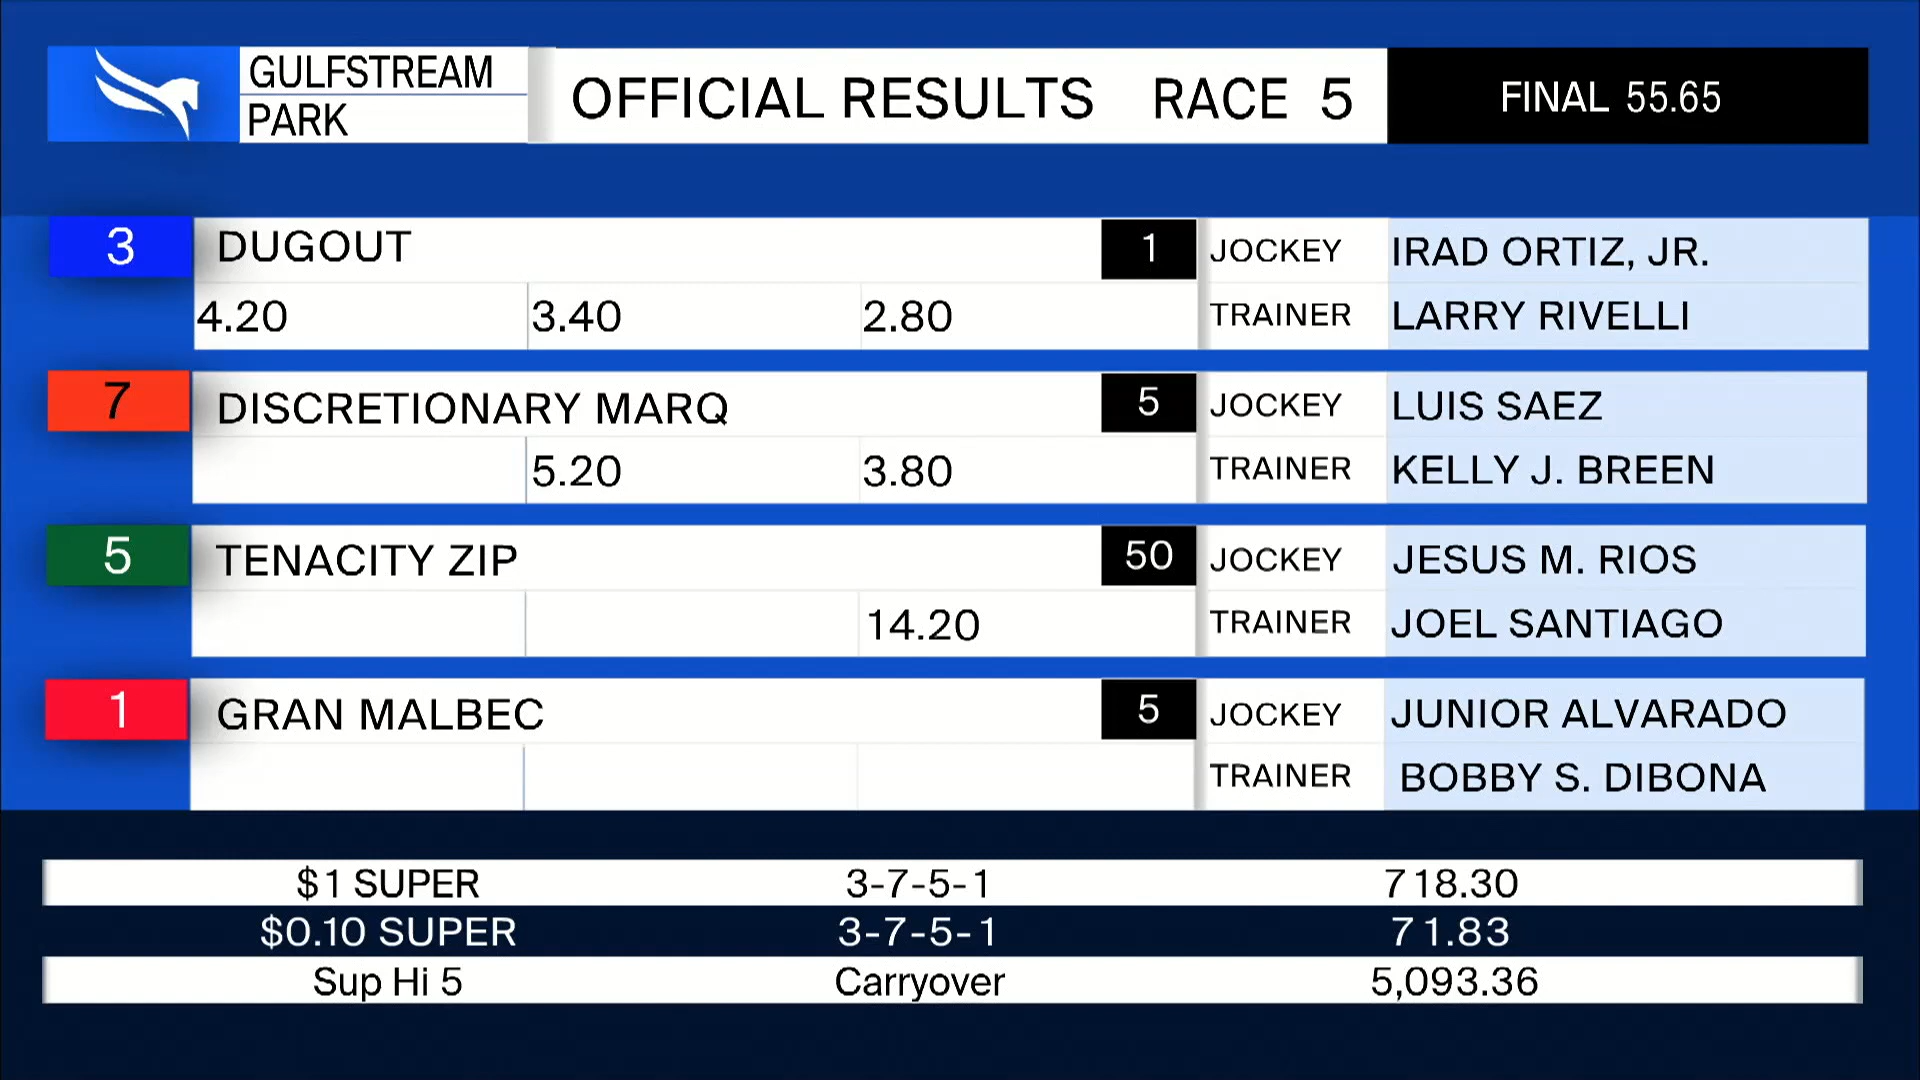 GULFSTREAM
PARK
OFFICIAL RESULTS RACE 5
FINAL 55.65
3 DUGOUT 1 JOCKEY IRAD ORTIZ, JR.
4.20 3.40 2.80 TRAINER LARRY RIVELLI
7 DISCRETIONARY MARQ 5 JOCKEY LUIS SAEZ
5.20 3.80 TRAINER KELLY J. BREEN
5 TENACITY ZIP 50 JOCKEY JESUS M. RIOS
14.20 TRAINER JOEL SANTIAGO
1 GRAN MALBEC 5 JOCKEY JUNIOR ALVARADO
TRAINER BOBBY S. DIBONA
$1 SUPER 3-7-5-1 718.30
$0.10 SUPER 3-7-5-1 71.83
Sup Hi 5 Carryover 5,093.36